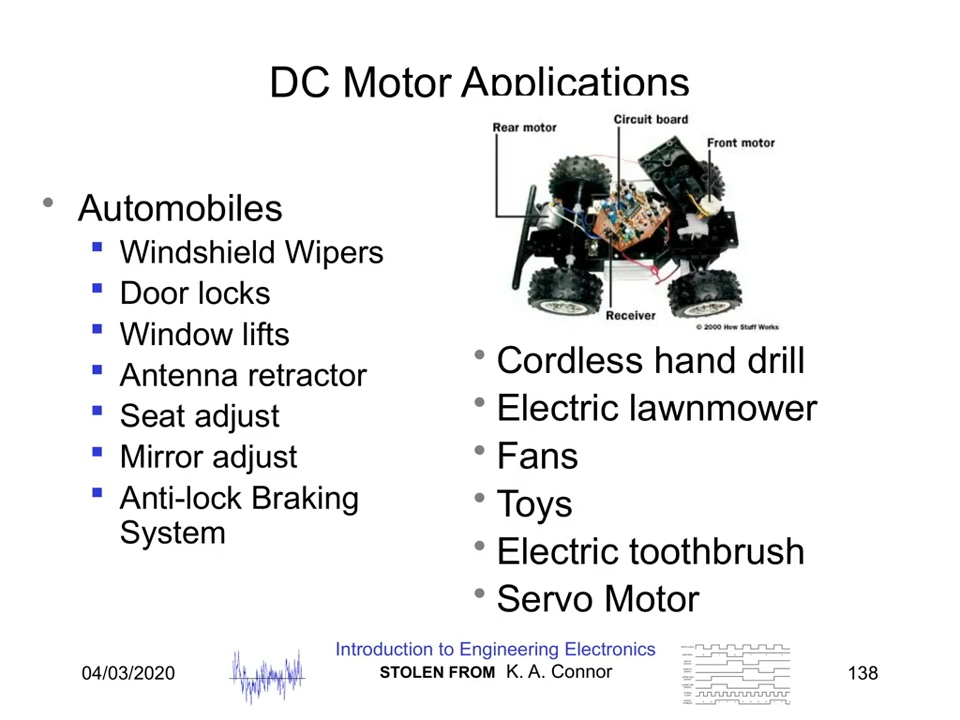 DC Motor Applications
• Automobiles
▪ Windshield Wipers
▪ Door locks
▪ Window lifts
▪ Antenna retractor
▪ Seat adjust
▪ Mirror adjust
▪ Anti-lock Braking
System
Rear motor
Circuit board
Front motor
Receiver
© 2000 How Stuff Works
• Cordless hand drill
• Electric lawnmower
• Fans
• Toys
• Electric toothbrush
• Servo Motor
04/03/2020
Introduction to Engineering Electronics
STOLEN FROM K. A. Connor
138